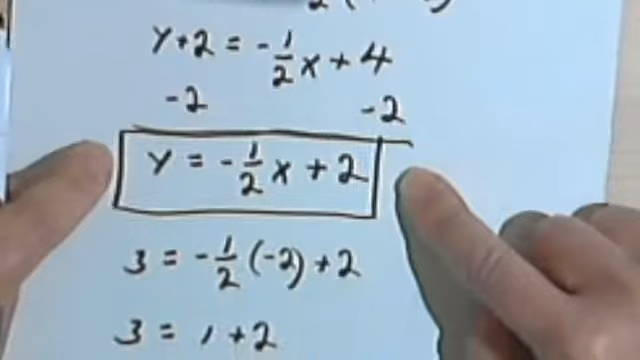 y+2 = -1/2x+4
-2 -2
y = -1/2x+2
3 = -1/2(-2)+2
3 = 1+2